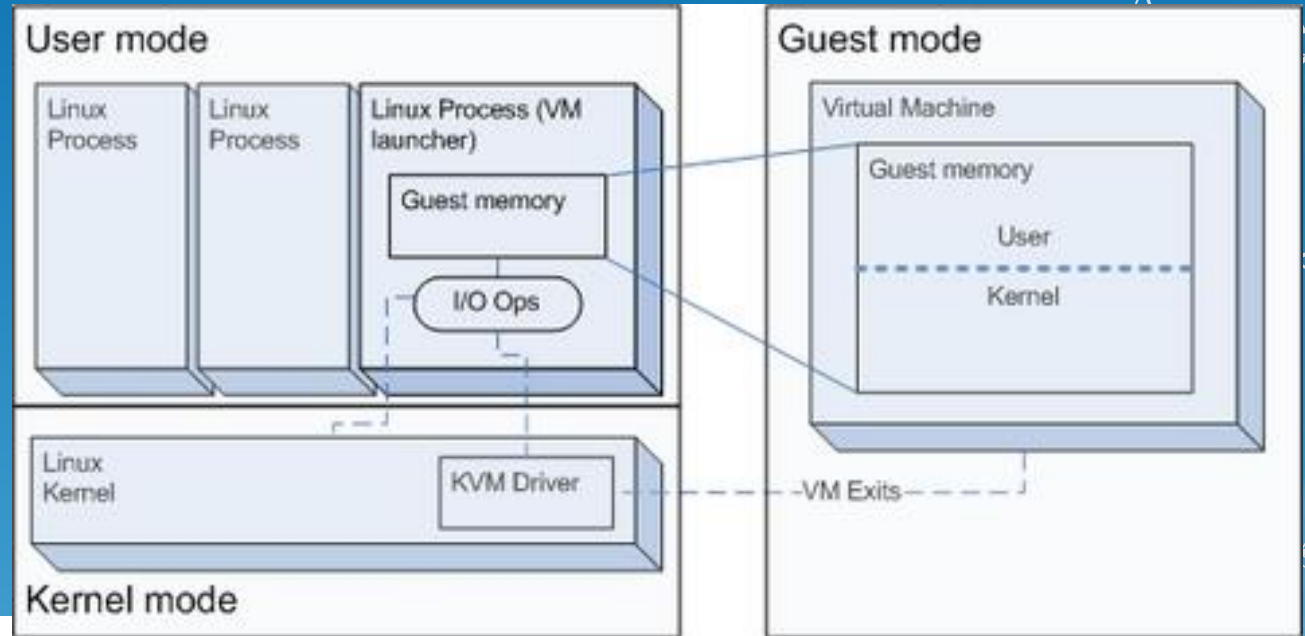 User mode
Linux
Process
Linux
Process
Linux Process (VM
launcher)
Guest memory
I/O Ops
Linux
Kernel
KVM Driver
Kernel mode
Guest mode
Virtual Machine
Guest memory
User
Kernel
VM Exits